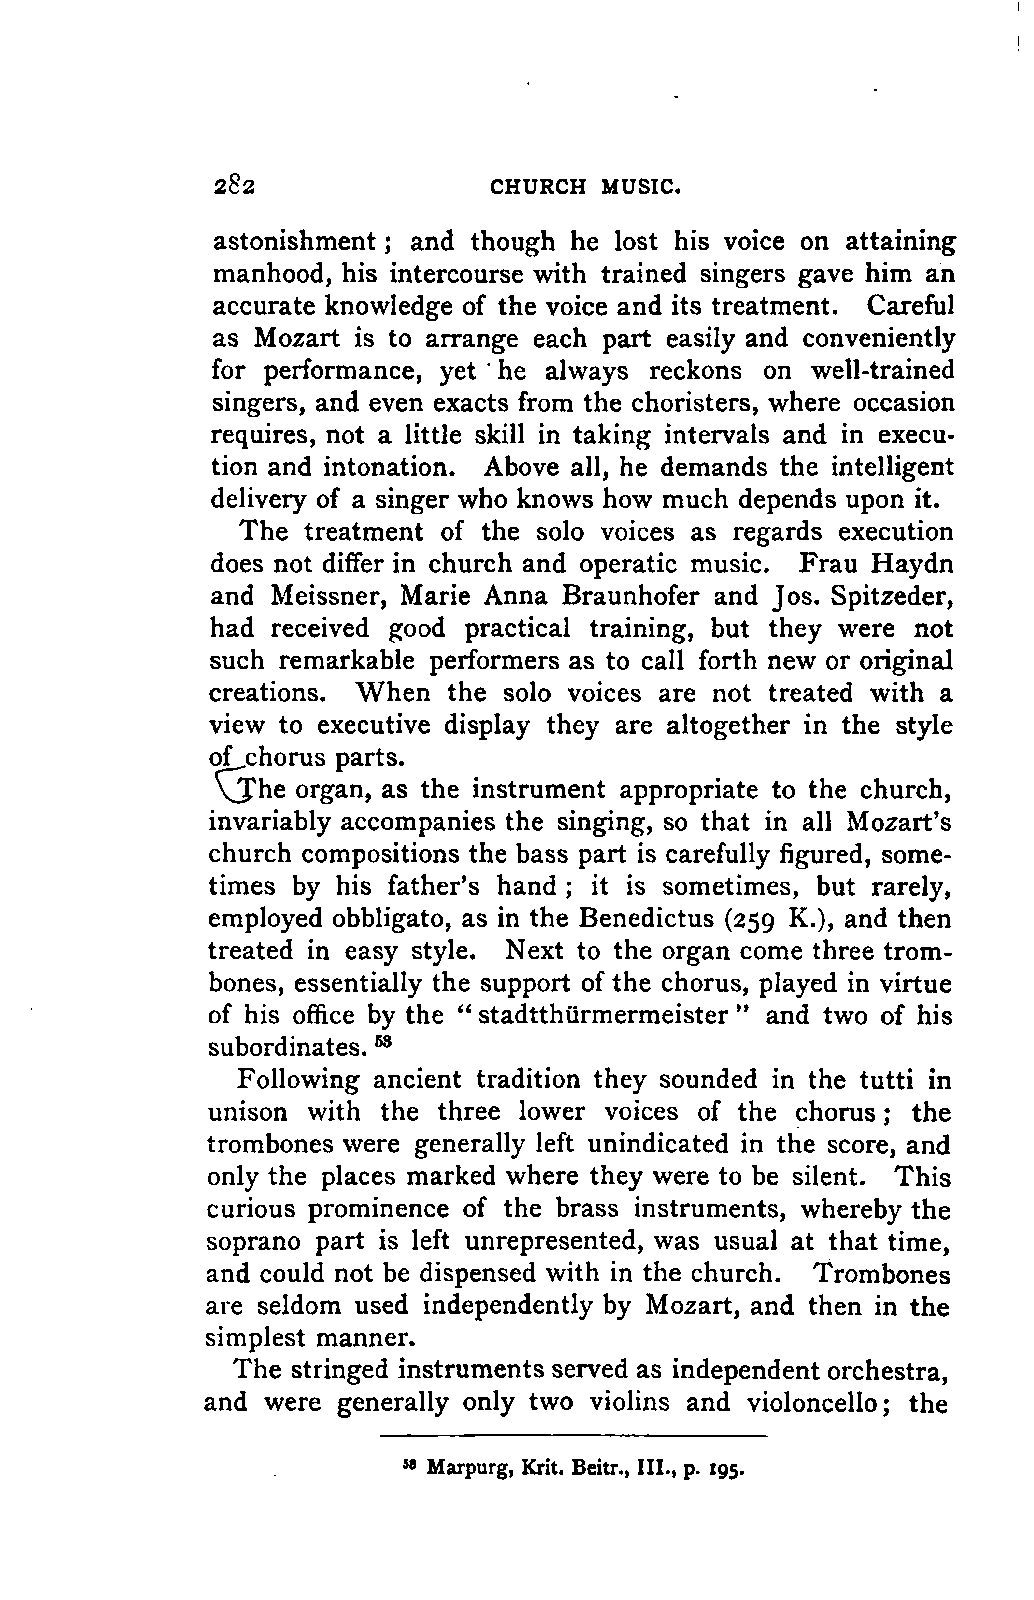 282 CHURCH MUSIC.
astonishment; and though he lost his voice on attaining
manhood, his intercourse with trained singers gave him an
accurate knowledge of the voice and its treatment. Careful
as Mozart is to arrange each part easily and conveniently
for performance, yet he always reckons on well-trained
singers, and even exacts from the choristers, where occasion
requires, not a little skill in taking intervals and in execu-
tion and intonation. Above all, he demands the intelligent
delivery of a singer who knows how much depends upon it.
The treatment of the solo voices as regards execution
does not differ in church and operatic music. Frau Haydn
and Meissner, Marie Anna Braunhofer and Jos. Spitzeder,
had received good practical training, but they were not
such remarkable performers as to call forth new or original
creations. When the solo voices are not treated with a
view to executive display they are altogether in the style
of chorus parts.
The organ, as the instrument appropriate to the church,
invariably accompanies the singing, so that in all Mozart's
church compositions the bass part is carefully figured, some-
times by his father's hand; it is sometimes, but rarely,
employed obbligato, as in the Benedictus (259 K.), and then
treated in easy style. Next to the organ come three trom-
bones, essentially the support of the chorus, played in virtue
of his office by the "stadtthürmermeister" and two of his
subordinates. 58
Following ancient tradition they sounded in the tutti in
unison with the three lower voices of the chorus; the
trombones were generally left unindicated in the score, and
only the places marked where they were to be silent. This
curious prominence of the brass instruments, whereby the
soprano part is left unrepresented, was usual at that time,
and could not be dispensed with in the church. Trombones
are seldom used independently by Mozart, and then in the
simplest manner.
The stringed instruments served as independent orchestra,
and were generally only two violins and violoncello; the
58 Marpurg, Krit. Beitr., III., p. 195.